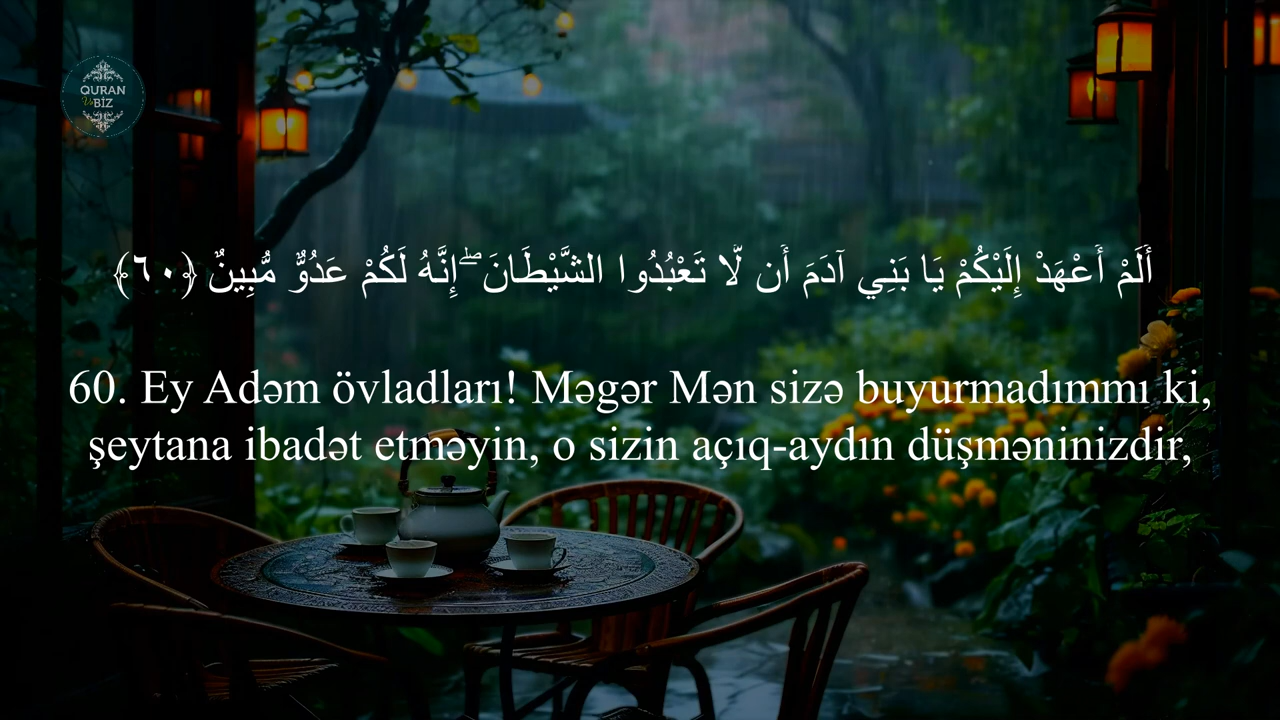 QURAN
Və
BİZ
أَلَمْ أَعْهَدْ إِلَيْكُمْ يَا بَنِي آدَمَ أَن لَّا تَعْبُدُوا الشَّيْطَانَ ۖ إِنَّهُ لَكُمْ عَدُوٌّ مُّبِينٌ ﴿٦٠﴾
60. Ey Adəm övladları! Məgər Mən sizə buyurmadımmı ki,
şeytana ibadət etməyin, o sizin açıq-aydın düşməninizdir,